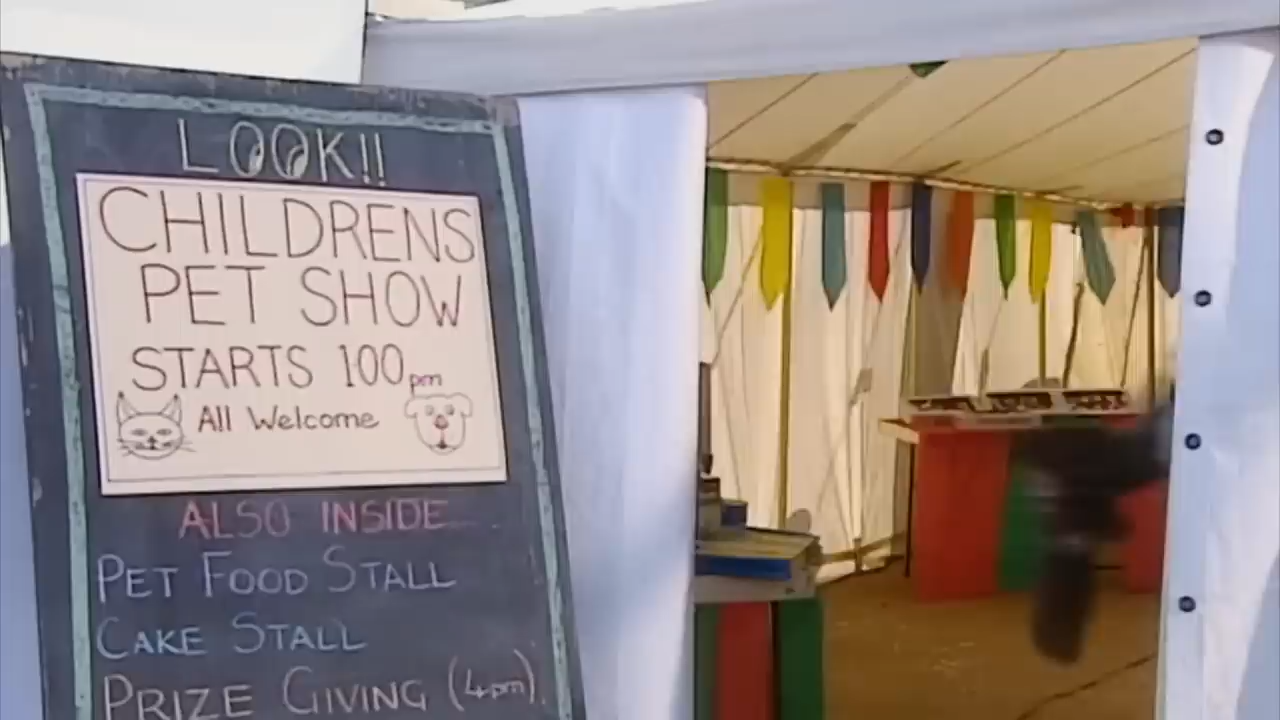 LOOK!!
CHILDRENS
PET SHOW
STARTS 100pm
All Welcome
ALSO INSIDE
PET FOOD STALL
CAKE STALL
PRIZE GIVING (4pm).